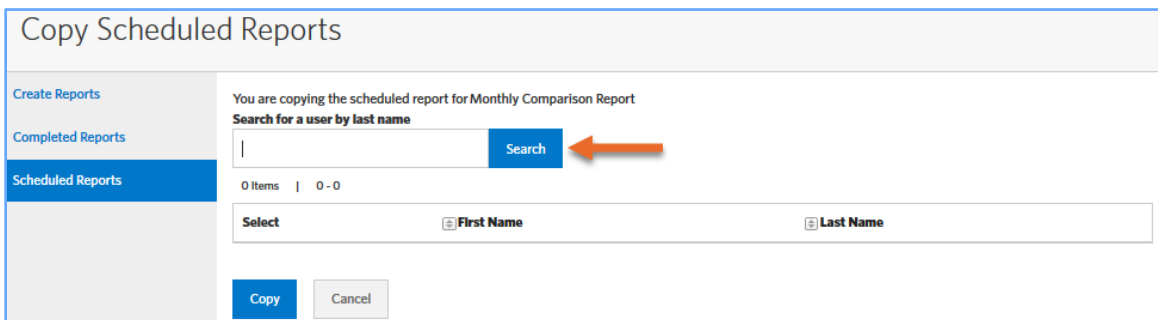 Copy Scheduled Reports
Create Reports
Completed Reports
Scheduled Reports
You are copying the scheduled report for Monthly Comparison Report
Search for a user by last name
Search
0 Items | 0 - 0
Select First Name Last Name
Copy Cancel